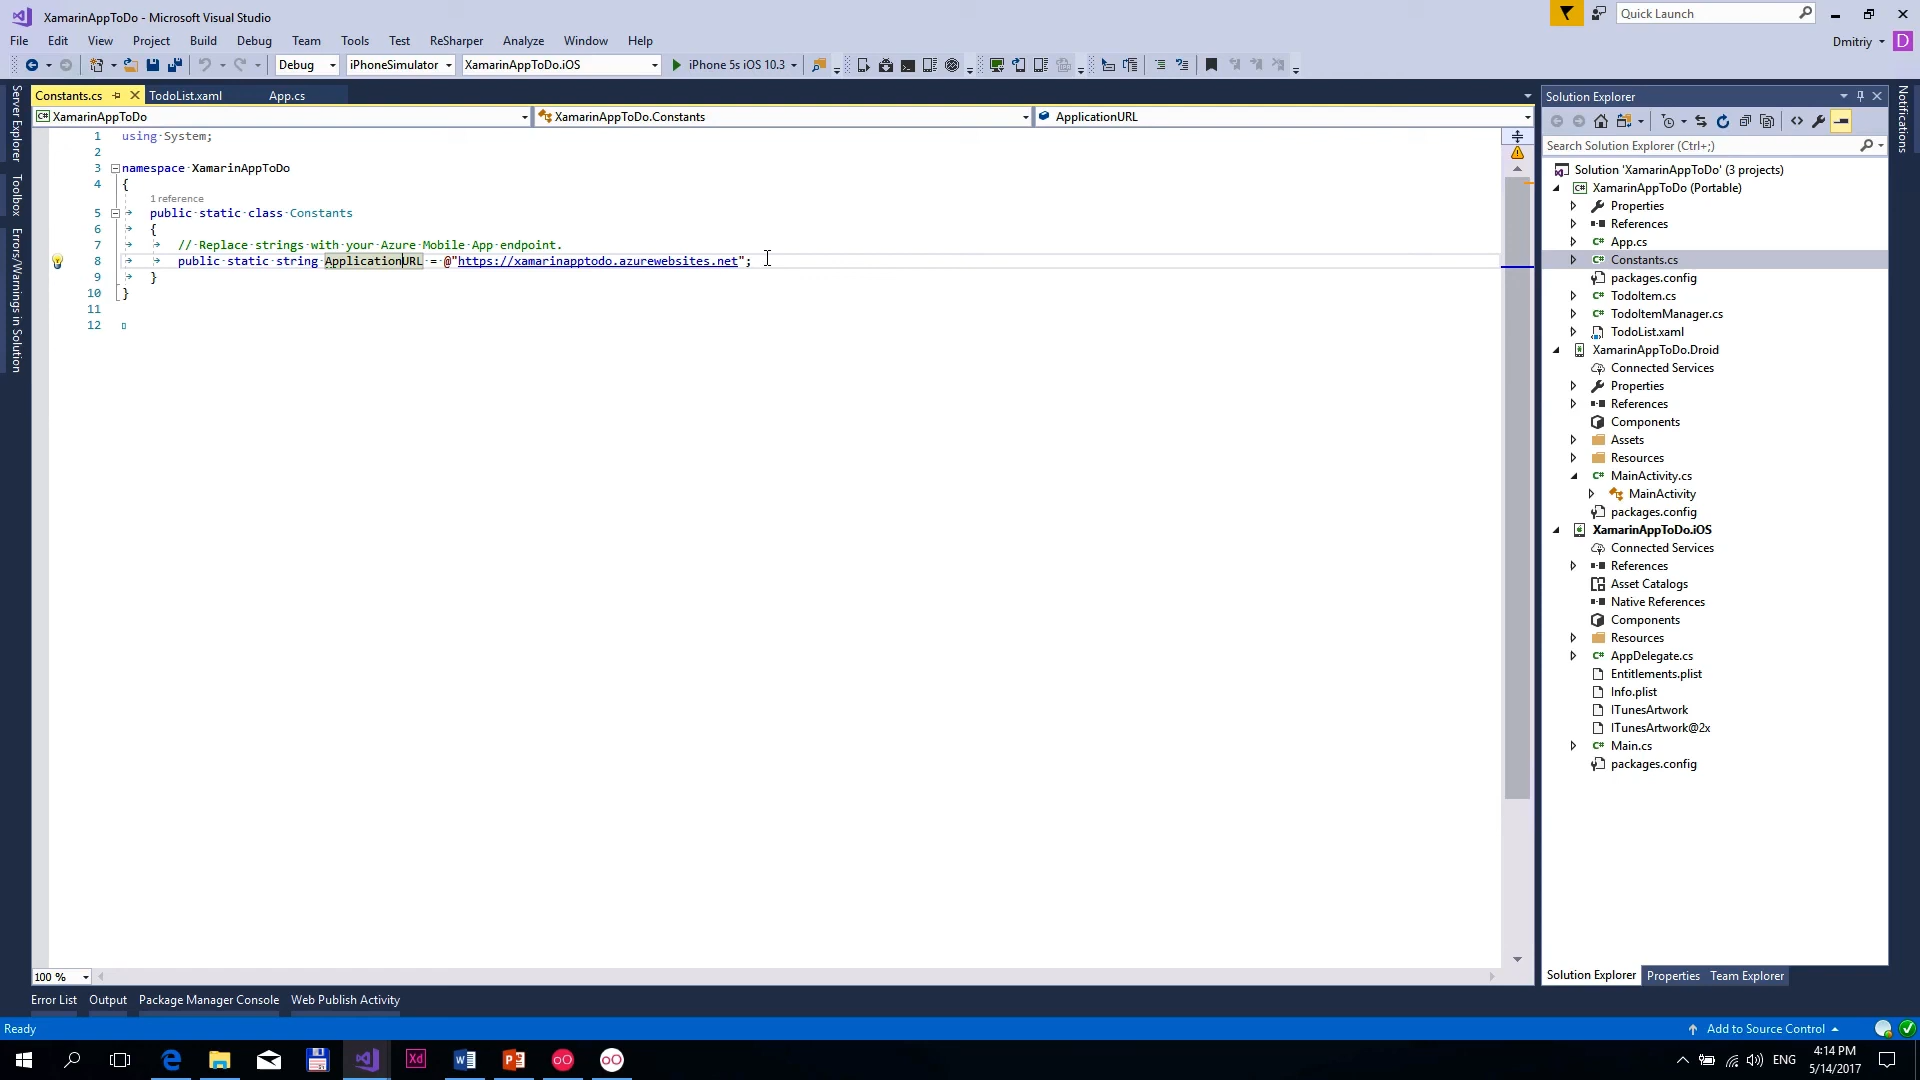 XamarinAppToDo - Microsoft Visual Studio
Quick Launch
File Edit View Project Build Debug Team Tools Test ReSharper Analyze Window Help
Dmitriy D
Debug iPhoneSimulator XamarinAppToDo.iOS iPhone 5s iOS 10.3
Server Explorer
Toolbox
Errors/Warnings in Solution
Constants.cs TodoList.xaml App.cs
XamarinAppToDo XamarinAppToDo.Constants ApplicationURL
1 using System;
2
3 namespace XamarinAppToDo
4 {
1 reference
5 public static class Constants
6 {
7 // Replace strings with your Azure Mobile App endpoint.
8 public static string ApplicationURL = @"https://xamarinapptodo.azurewebsites.net";
9 }
10 }
11
12
100 %
Solution Explorer
Search Solution Explorer (Ctrl+;)
Solution 'XamarinAppToDo' (3 projects)
XamarinAppToDo (Portable)
Properties
References
App.cs
Constants.cs
packages.config
TodoItem.cs
TodoItemManager.cs
TodoList.xaml
XamarinAppToDo.Droid
Connected Services
Properties
References
Components
Assets
Resources
MainActivity.cs
MainActivity
packages.config
XamarinAppToDo.iOS
Connected Services
References
Asset Catalogs
Native References
Components
Resources
AppDelegate.cs
Entitlements.plist
Info.plist
ITunesArtwork
ITunesArtwork@2x
Main.cs
packages.config
Solution Explorer Properties Team Explorer
Notifications
Error List Output Package Manager Console Web Publish Activity
Ready
Add to Source Control
ENG
4:14 PM
5/14/2017